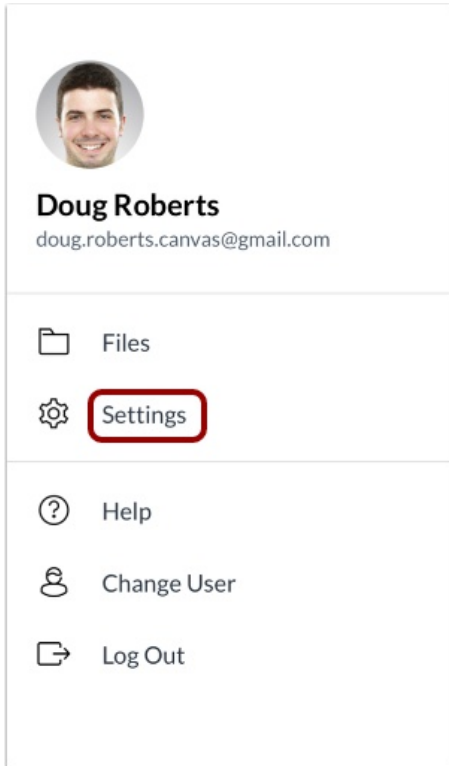 Doug Roberts
doug.roberts.canvas@gmail.com
Files
Settings
Help
Change User
Log Out